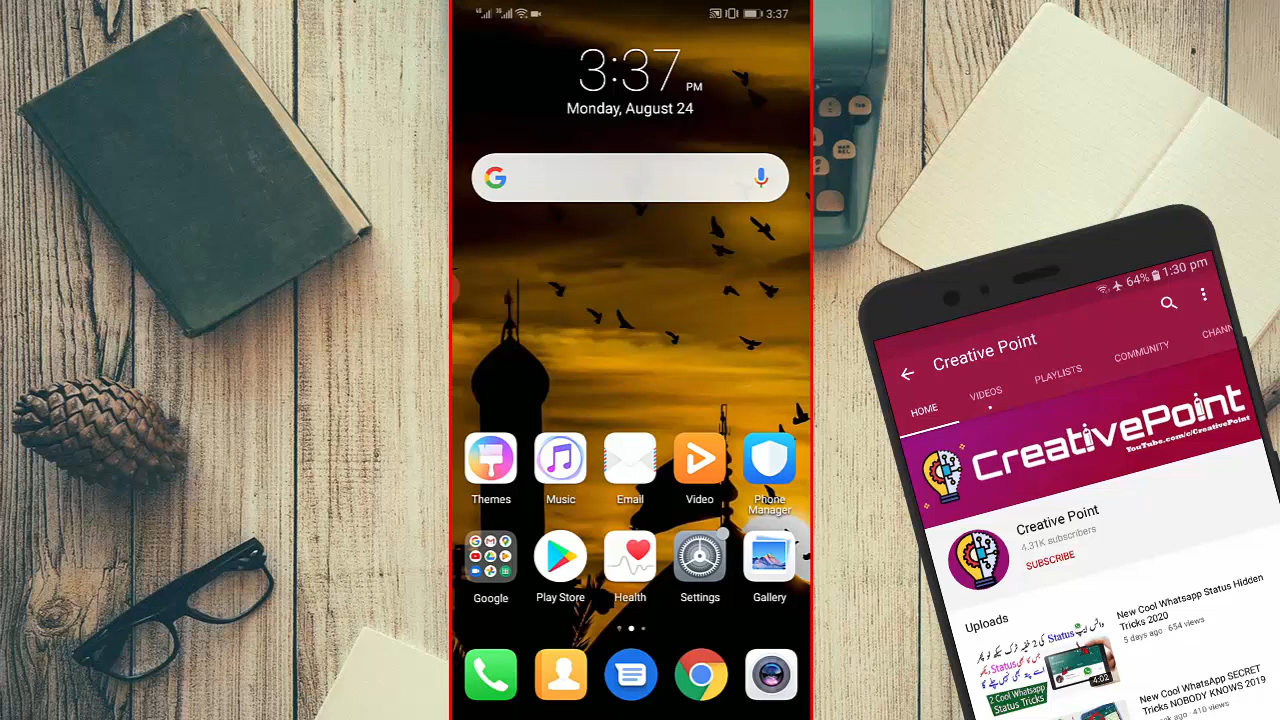 3:37
3:37 PM
Monday, August 24
Themes
Music
Email
Video
Phone Manager
Google
Play Store
Health
Settings
Gallery
64% 1:30 pm
Creative Point
HOME
VIDEOS
PLAYLISTS
COMMUNITY
CHANN
CreativePoint
YouTube.com/c/CreativePoint
Creative Point
4.31K subscribers
SUBSCRIBE
Uploads
New Cool Whatsapp Status Hidden
Tricks 2020
5 days ago · 654 views
4:02
2 Cool Whatsapp
Status Tricks
New Cool WhatsApp SECRET
Tricks NOBODY KNOWS 2019
410 views